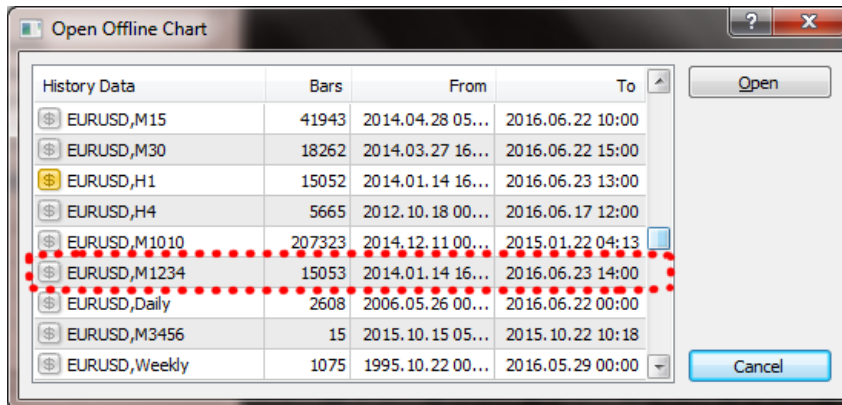 Open Offline Chart
?
History Data Bars From To
Open
EURUSD,M15 41943 2014.04.28 05... 2016.06.22 10:00
EURUSD,M30 18262 2014.03.27 16... 2016.06.22 15:00
EURUSD,H1 15052 2014.01.14 16... 2016.06.23 13:00
EURUSD,H4 5665 2012.10.18 00... 2016.06.17 12:00
EURUSD,M1010 207323 2014.12.11 00... 2015.01.22 04:13
EURUSD,M1234 15053 2014.01.14 16... 2016.06.23 14:00
EURUSD,Daily 2608 2006.05.26 00... 2016.06.22 00:00
EURUSD,M3456 15 2015.10.15 05... 2015.10.22 10:18
EURUSD,Weekly 1075 1995.10.22 00... 2016.05.29 00:00
Cancel